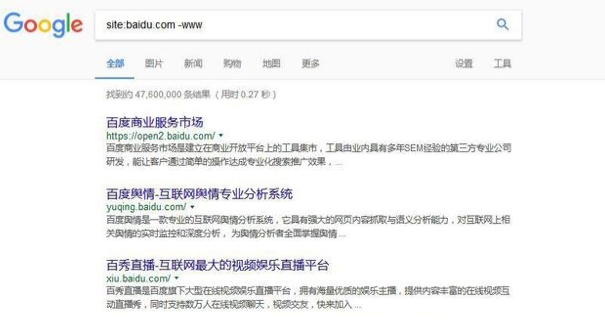 Google
site:baidu.com -www
全部 图片 新闻 购物 地图 更多 设置 工具
找到约 47,600,000 条结果 （用时 0.27 秒）
百度商业服务市场
https://open2.baidu.com/
百度商业服务市场是建立在商业开放平台上的工具集市，工具由业内具有多年SEM经验的第三方专业公司
研发，能让客户通过简单的操作达成专业化搜索推广效果，...
百度舆情-互联网舆情专业分析系统
yuqing.baidu.com/
百度舆情是一款专业的互联网舆情分析系统，它具有强大的网页内容抓取与语义分析能力，对互联网上相
关舆情的实时监控和深度分析， 为舆情分析者全面掌握舆情 ...
百秀直播-互联网最大的视频娱乐直播平台
xiu.baidu.com/
百秀直播是百度旗下大型在线视频娱乐直播平台，拥有海量优质的娱乐主播，提供内容丰富的在线视频互
动直播秀，同时支持数万人在线视频聊天，视频交友，快来加入 ...